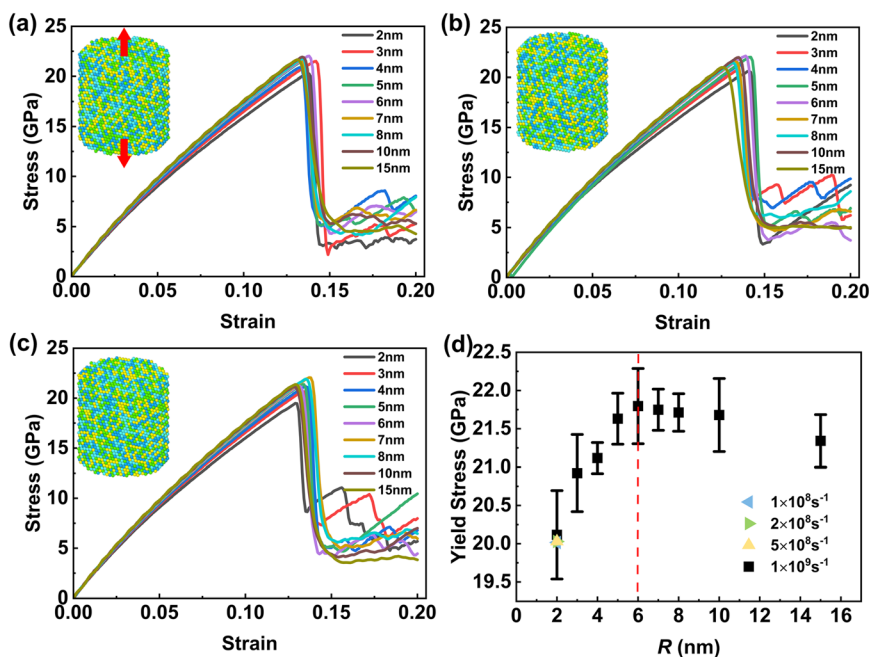 (a)
25
20
15
10
5
0
0.00 0.05 0.10 0.15 0.20
Stress (GPa)
Strain
2nm
3nm
4nm
5nm
6nm
7nm
8nm
10nm
15nm
(b)
25
20
15
10
5
0
0.00 0.05 0.10 0.15 0.20
Stress (GPa)
Strain
2nm
3nm
4nm
5nm
6nm
7nm
8nm
10nm
15nm
(c)
25
20
15
10
5
0
0.00 0.05 0.10 0.15 0.20
Stress (GPa)
Strain
2nm
3nm
4nm
5nm
6nm
7nm
8nm
10nm
15nm
(d)
22.5
22.0
21.5
21.0
20.5
20.0
19.5
0 2 4 6 8 10 12 14 16
Yield Stress (GPa)
R (nm)
1×10⁸s⁻¹
2×10⁸s⁻¹
5×10⁸s⁻¹
1×10⁹s⁻¹